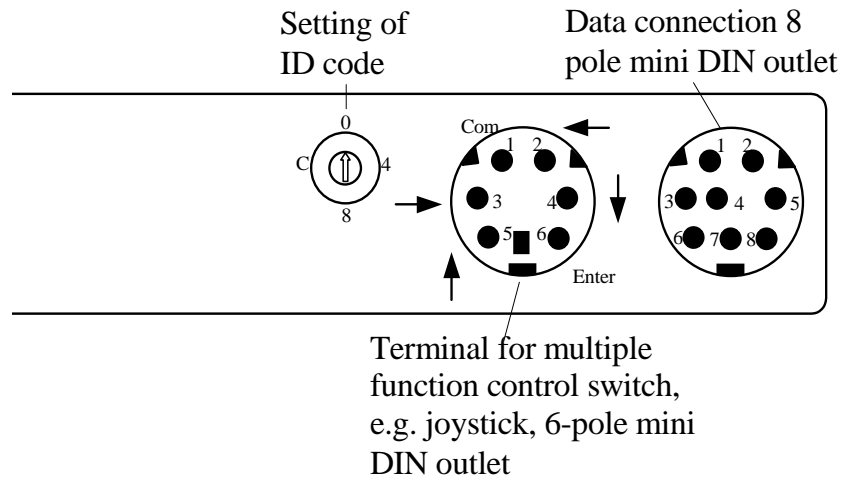 Setting of
ID code
Data connection 8
pole mini DIN outlet
0
C
4
8
Com
1 2
3 4
5 6
Enter
1 2
3 4 5
6 7 8
Terminal for multiple
function control switch,
e.g. joystick, 6-pole mini
DIN outlet